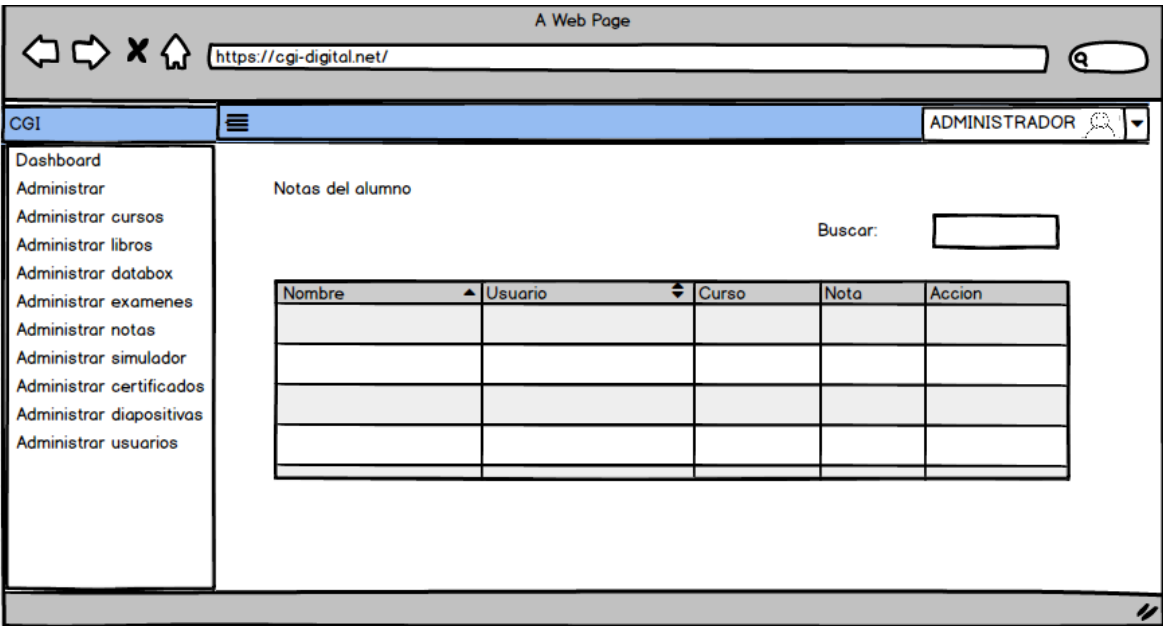 A Web Page
https://cgi-digital.net/
CGI
ADMINISTRADOR
Dashboard
Administrar
Administrar cursos
Administrar libros
Administrar databox
Administrar examenes
Administrar notas
Administrar simulador
Administrar certificados
Administrar diapositivas
Administrar usuarios
Notas del alumno
Buscar:
Nombre Usuario Curso Nota Accion